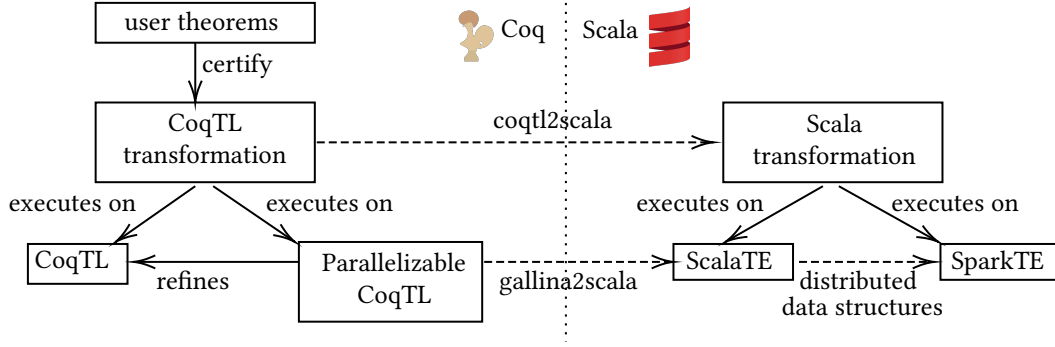 user theorems
Coq
Scala
certify
CoqTL
transformation
coqtl2scala
Scala
transformation
executes on
executes on
executes on
executes on
CoqTL
refines
Parallelizable
CoqTL
gallina2scala
ScalaTE
distributed
data structures
SparkTE